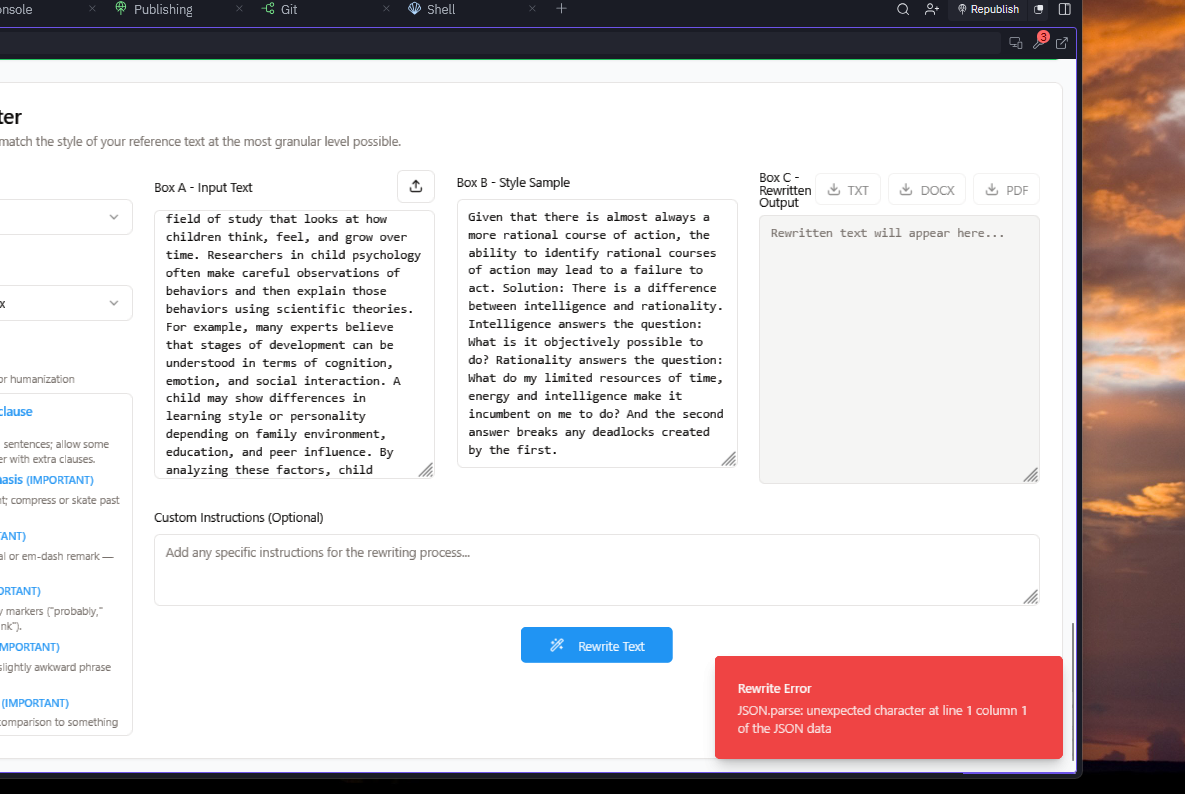 onsole
Publishing
Git
Shell
Republish
3
ter
match the style of your reference text at the most granular level possible.
Box A - Input Text
field of study that looks at how
children think, feel, and grow over
time. Researchers in child psychology
often make careful observations of
behaviors and then explain those
behaviors using scientific theories.
For example, many experts believe
that stages of development can be
understood in terms of cognition,
emotion, and social interaction. A
child may show differences in
learning style or personality
depending on family environment,
education, and peer influence. By
analyzing these factors, child
Box B - Style Sample
Given that there is almost always a
more rational course of action, the
ability to identify rational courses
of action may lead to a failure to
act. Solution: There is a difference
between intelligence and rationality.
Intelligence answers the question:
What is it objectively possible to
do? Rationality answers the question:
What do my limited resources of time,
energy and intelligence make it
incumbent on me to do? And the second
answer breaks any deadlocks created
by the first.
Box C -
Rewritten
Output
TXT
DOCX
PDF
Rewritten text will appear here...
x
or humanization
clause
sentences; allow some
er with extra clauses.
hasis (IMPORTANT)
nt; compress or skate past
TANT)
al or em-dash remark —
ORTANT)
y markers ("probably,"
nk").
IMPORTANT)
slightly awkward phrase
(IMPORTANT)
comparison to something
Custom Instructions (Optional)
Add any specific instructions for the rewriting process...
Rewrite Text
Rewrite Error
JSON.parse: unexpected character at line 1 column 1
of the JSON data